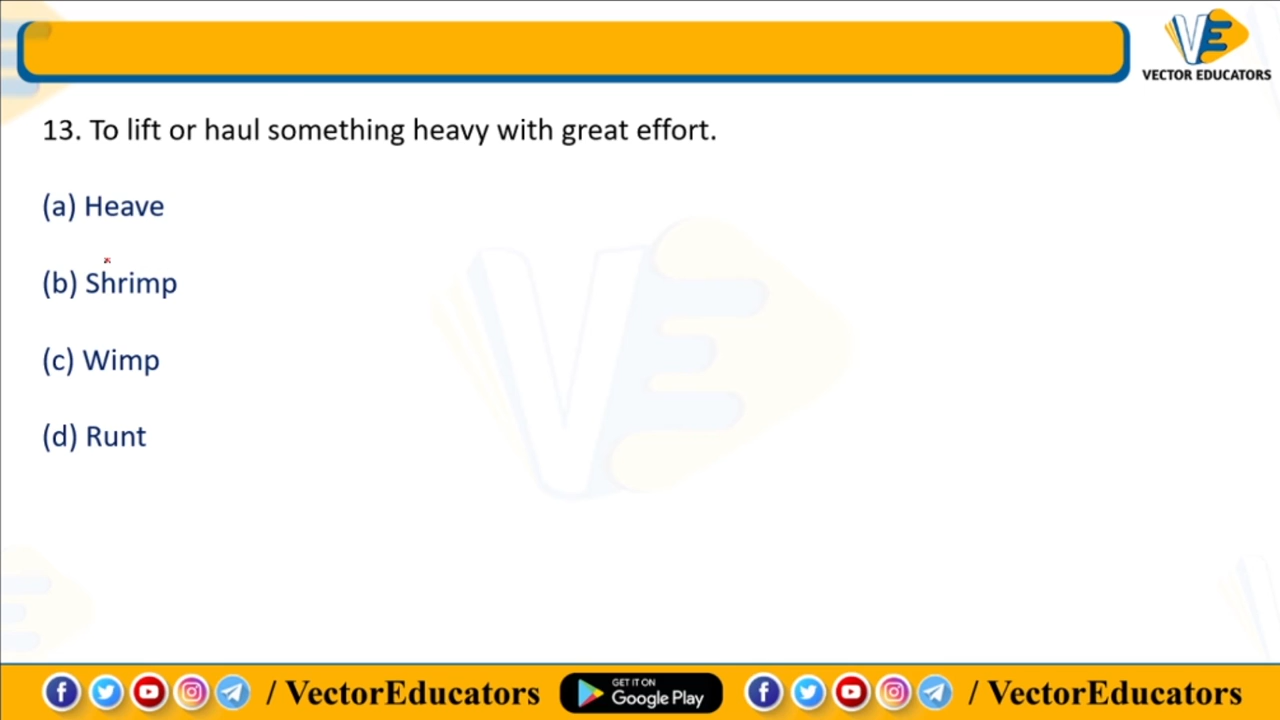 VE
VECTOR EDUCATORS
13. To lift or haul something heavy with great effort.
(a) Heave
(b) Shrimp
(c) Wimp
(d) Runt
/ VectorEducators
GET IT ON
Google Play
/ VectorEducators